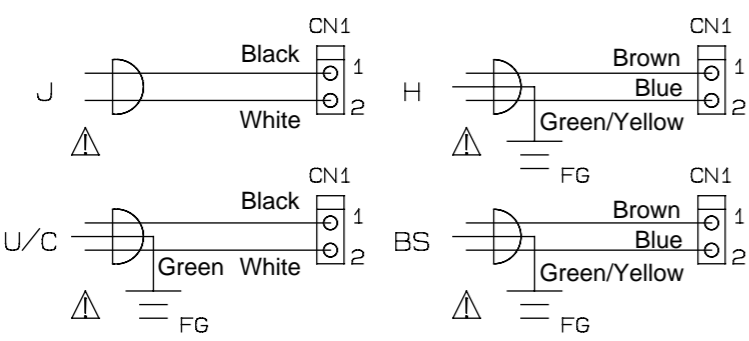 CN1
Black
1
J
2
White
CN1
Brown
1
H
Blue
2
Green/Yellow
FG
CN1
Black
1
U/C
2
Green White
FG
CN1
Brown
1
BS
Blue
2
Green/Yellow
FG